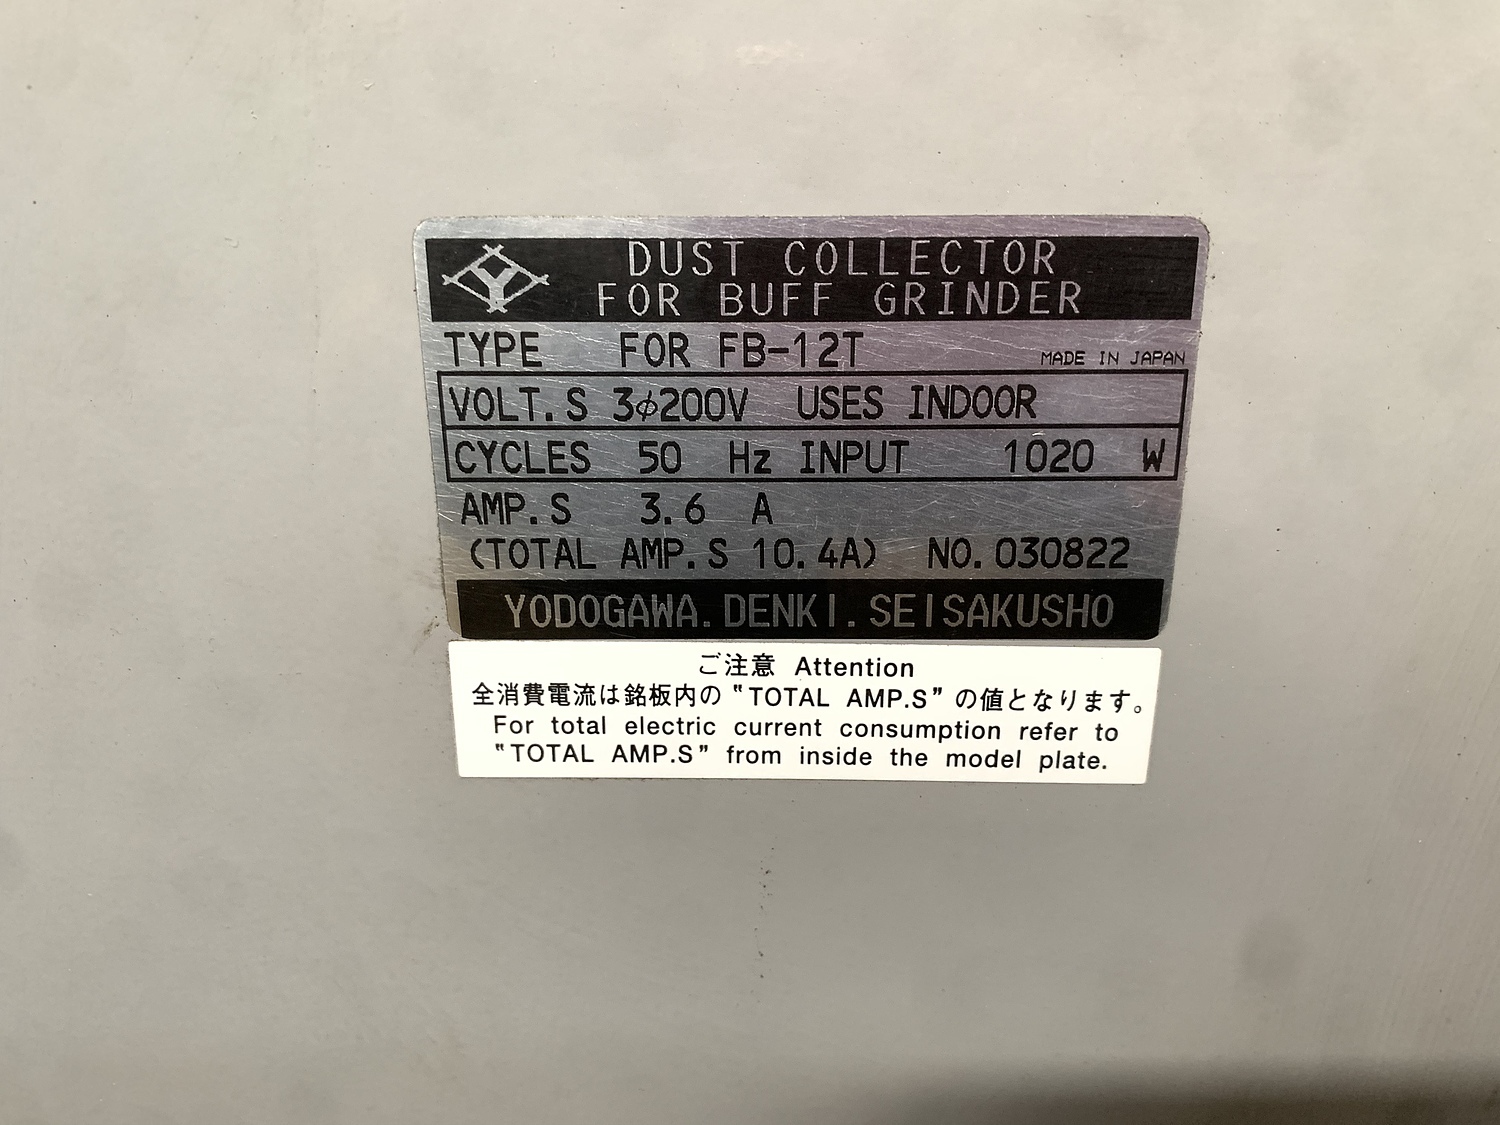 Y
DUST COLLECTOR
FOR BUFF GRINDER
TYPE FOR FB-12T MADE IN JAPAN
VOLT.S 3φ200V USES INDOOR
CYCLES 50 Hz INPUT 1020 W
AMP.S 3.6 A
(TOTAL AMP.S 10.4A) NO.030822
YODOGAWA.DENKI.SEISAKUSHO
ご注意 Attention
全消費電流は銘板内の "TOTAL AMP.S" の値となります。
For total electric current consumption refer to
"TOTAL AMP.S" from inside the model plate.